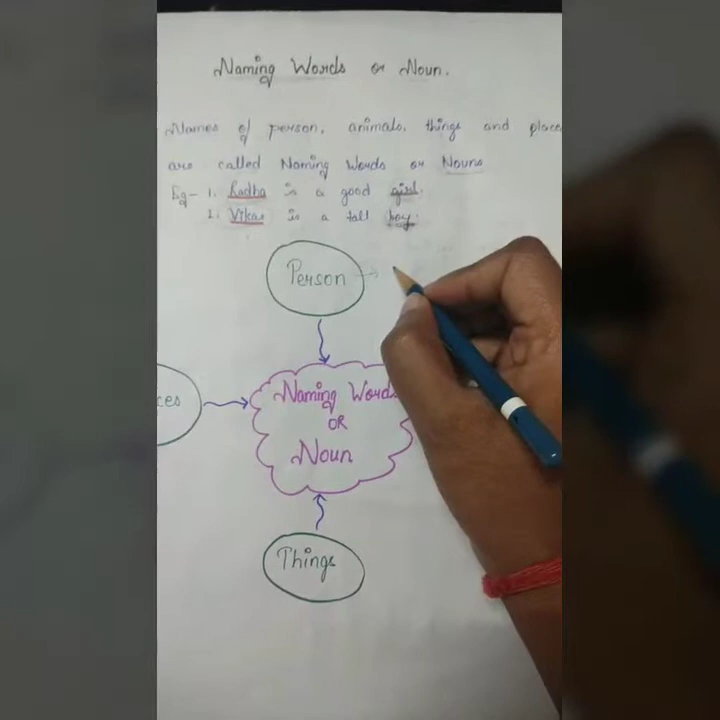 Naming Words or Noun.
Names of person, animals, things and place
are called Naming Words or Nouns
Eg- 1. Radha is a good girl.
2. Vikas is a tall boy.
Person
ces
Naming Words
OR
Noun
Things